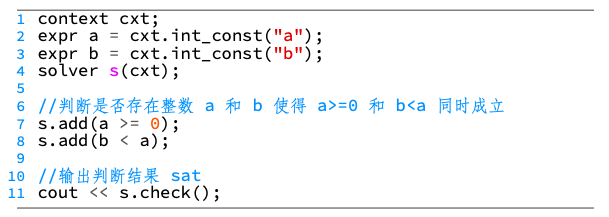 1 context cxt;
2 expr a = cxt.int_const("a");
3 expr b = cxt.int_const("b");
4 solver s(cxt);
5
6 //判断是否存在整数 a 和 b 使得 a>=0 和 b<a 同时成立
7 s.add(a >= 0);
8 s.add(b < a);
9
10 //输出判断结果 sat
11 cout << s.check();